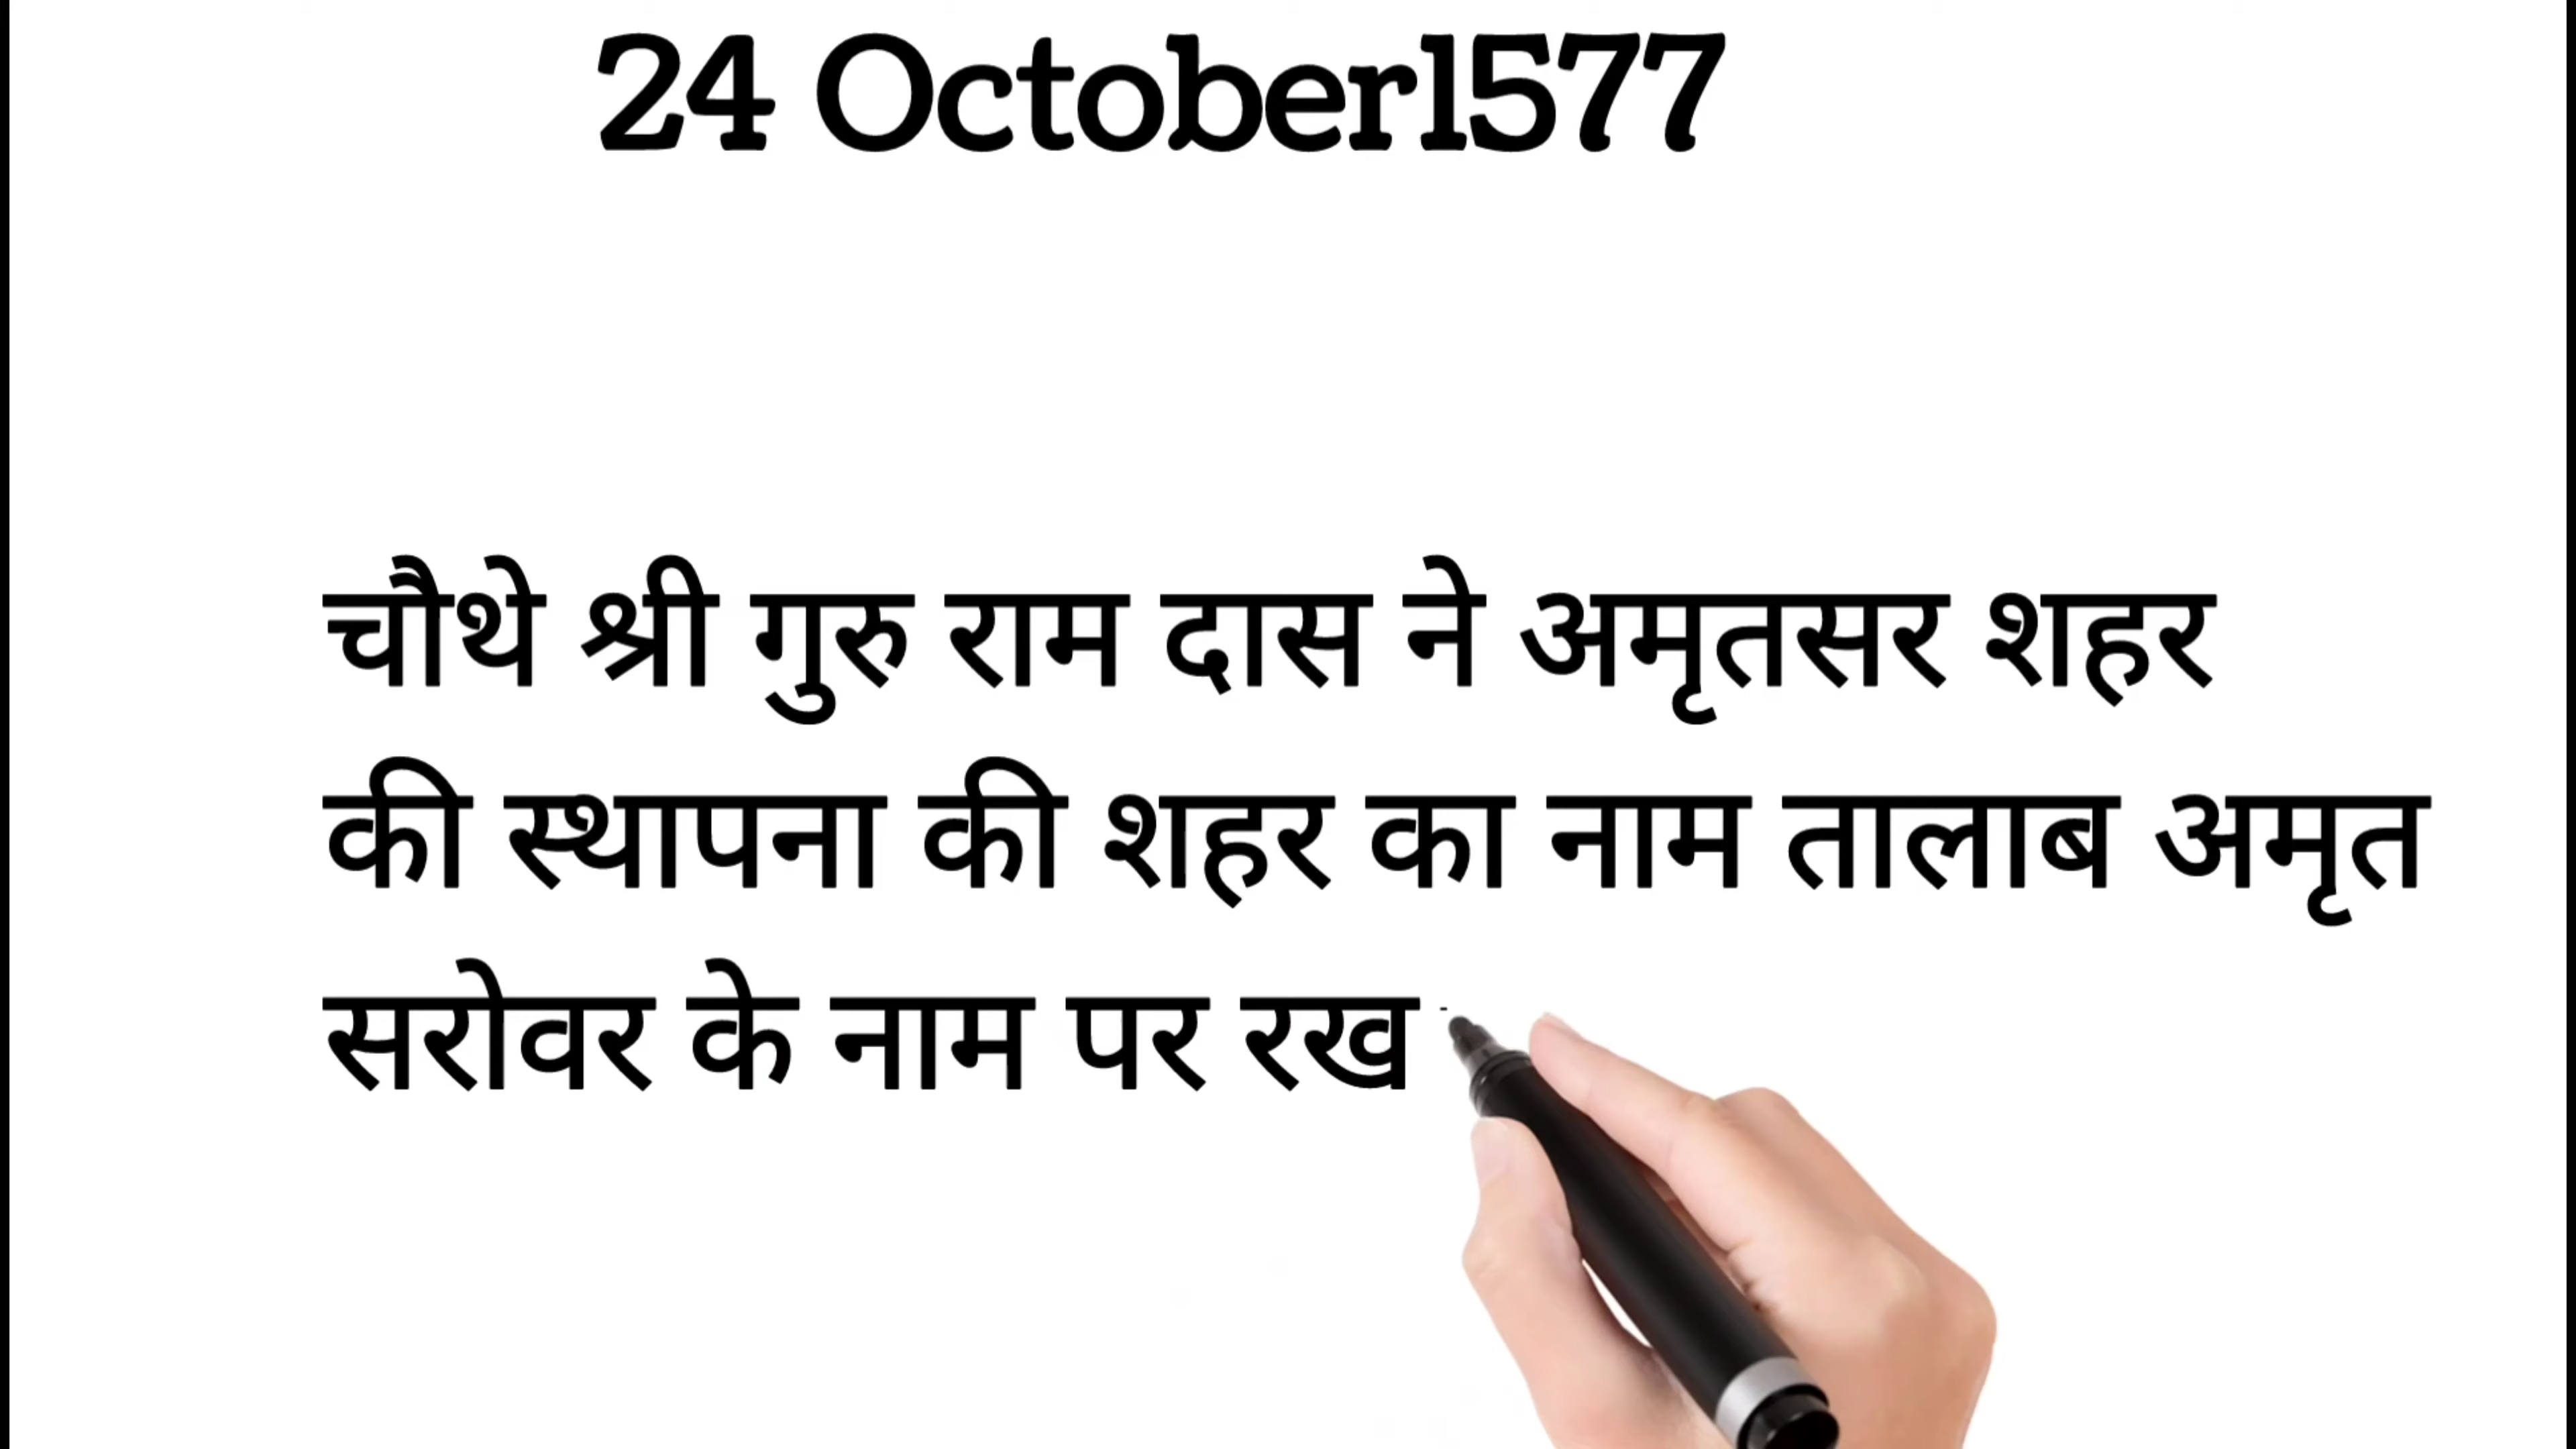 24 October1577
चौथे श्री गुरु राम दास ने अमृतसर शहर
की स्थापना की शहर का नाम तालाब अमृत
सरोवर के नाम पर रख